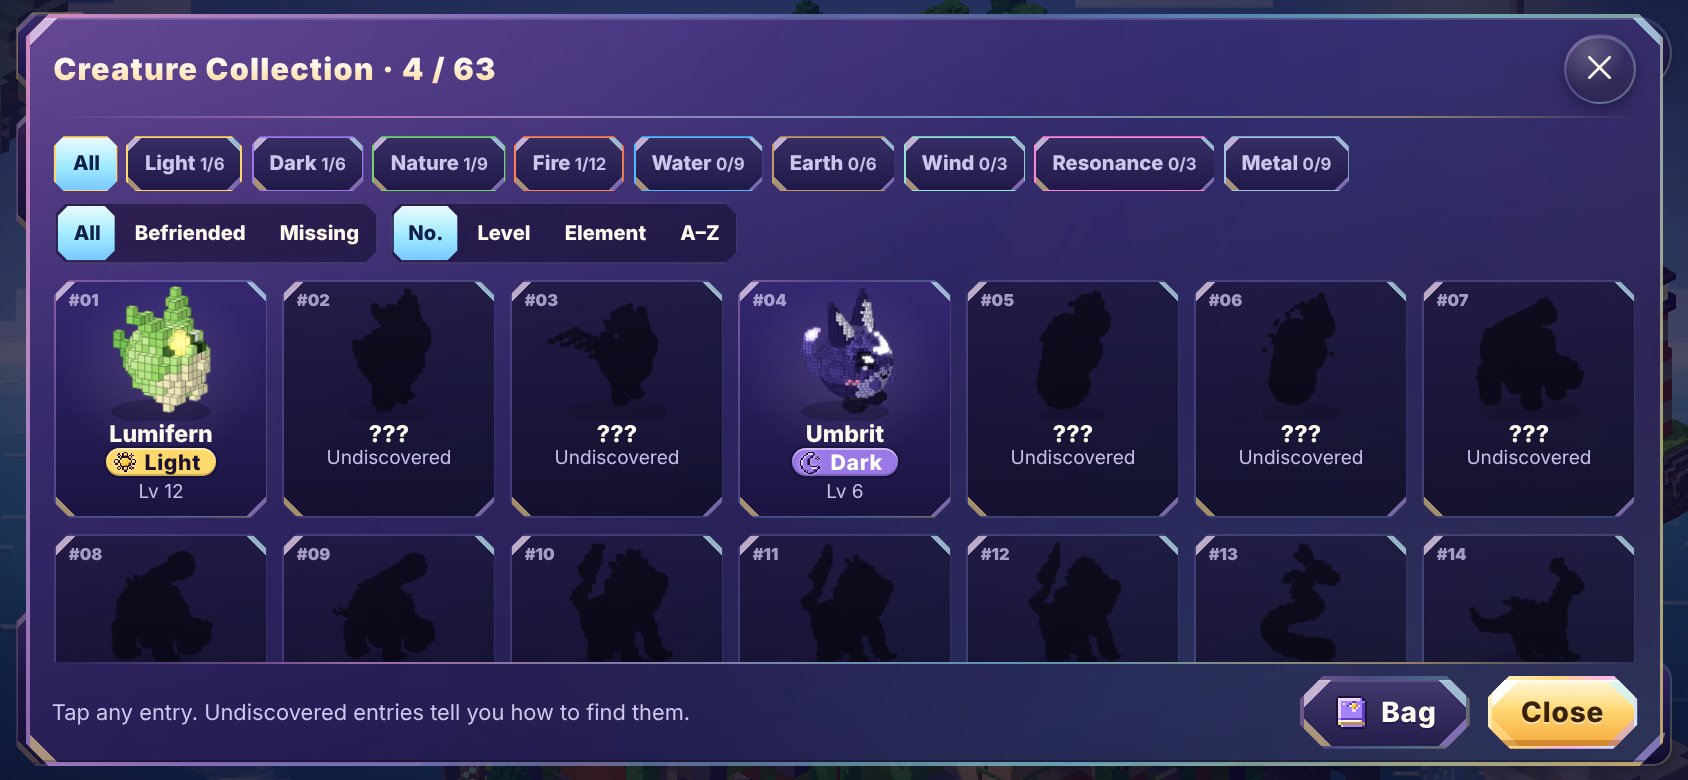 Creature Collection · 4 / 63
All Light 1/6 Dark 1/6 Nature 1/9 Fire 1/12 Water 0/9 Earth 0/6 Wind 0/3 Resonance 0/3 Metal 0/9
All Befriended Missing No. Level Element A–Z
#01 #02 #03 #04 #05 #06 #07
Lumifern ??? ??? Umbrit ??? ??? ???
Light Undiscovered Undiscovered Dark Undiscovered Undiscovered Undiscovered
Lv 12 Lv 6
#08 #09 #10 #11 #12 #13 #14
Tap any entry. Undiscovered entries tell you how to find them. Bag Close